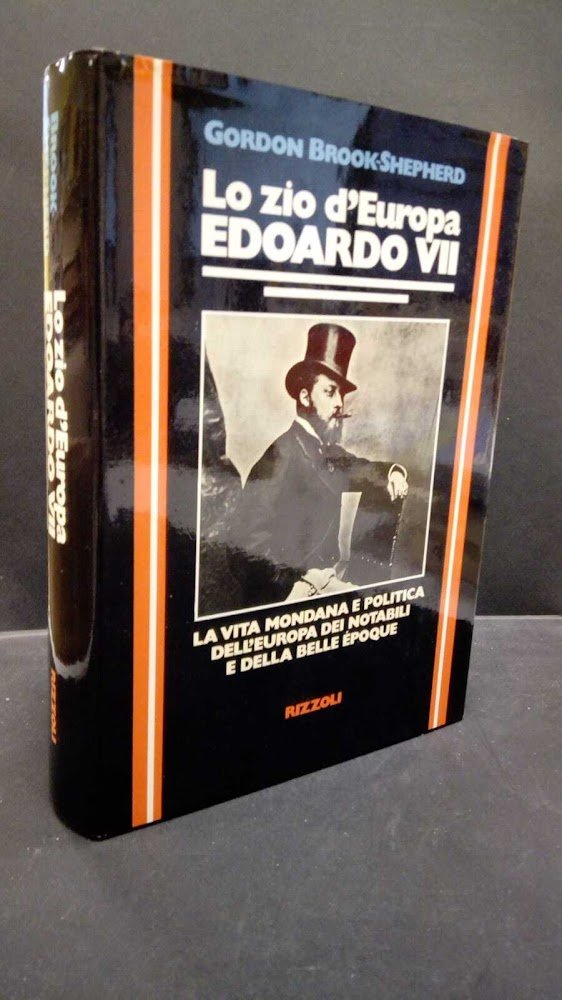 GORDON BROOK-SHEPHERD
Lo zio d'Europa
EDOARDO VII
LA VITA MONDANA E POLITICA
DELL'EUROPA DEI NOTABILI
E DELLA BELLE ÉPOQUE
RIZZOLI
BROOK
Lo zio d'Europa
EDOARDO VII
RIZZOLI